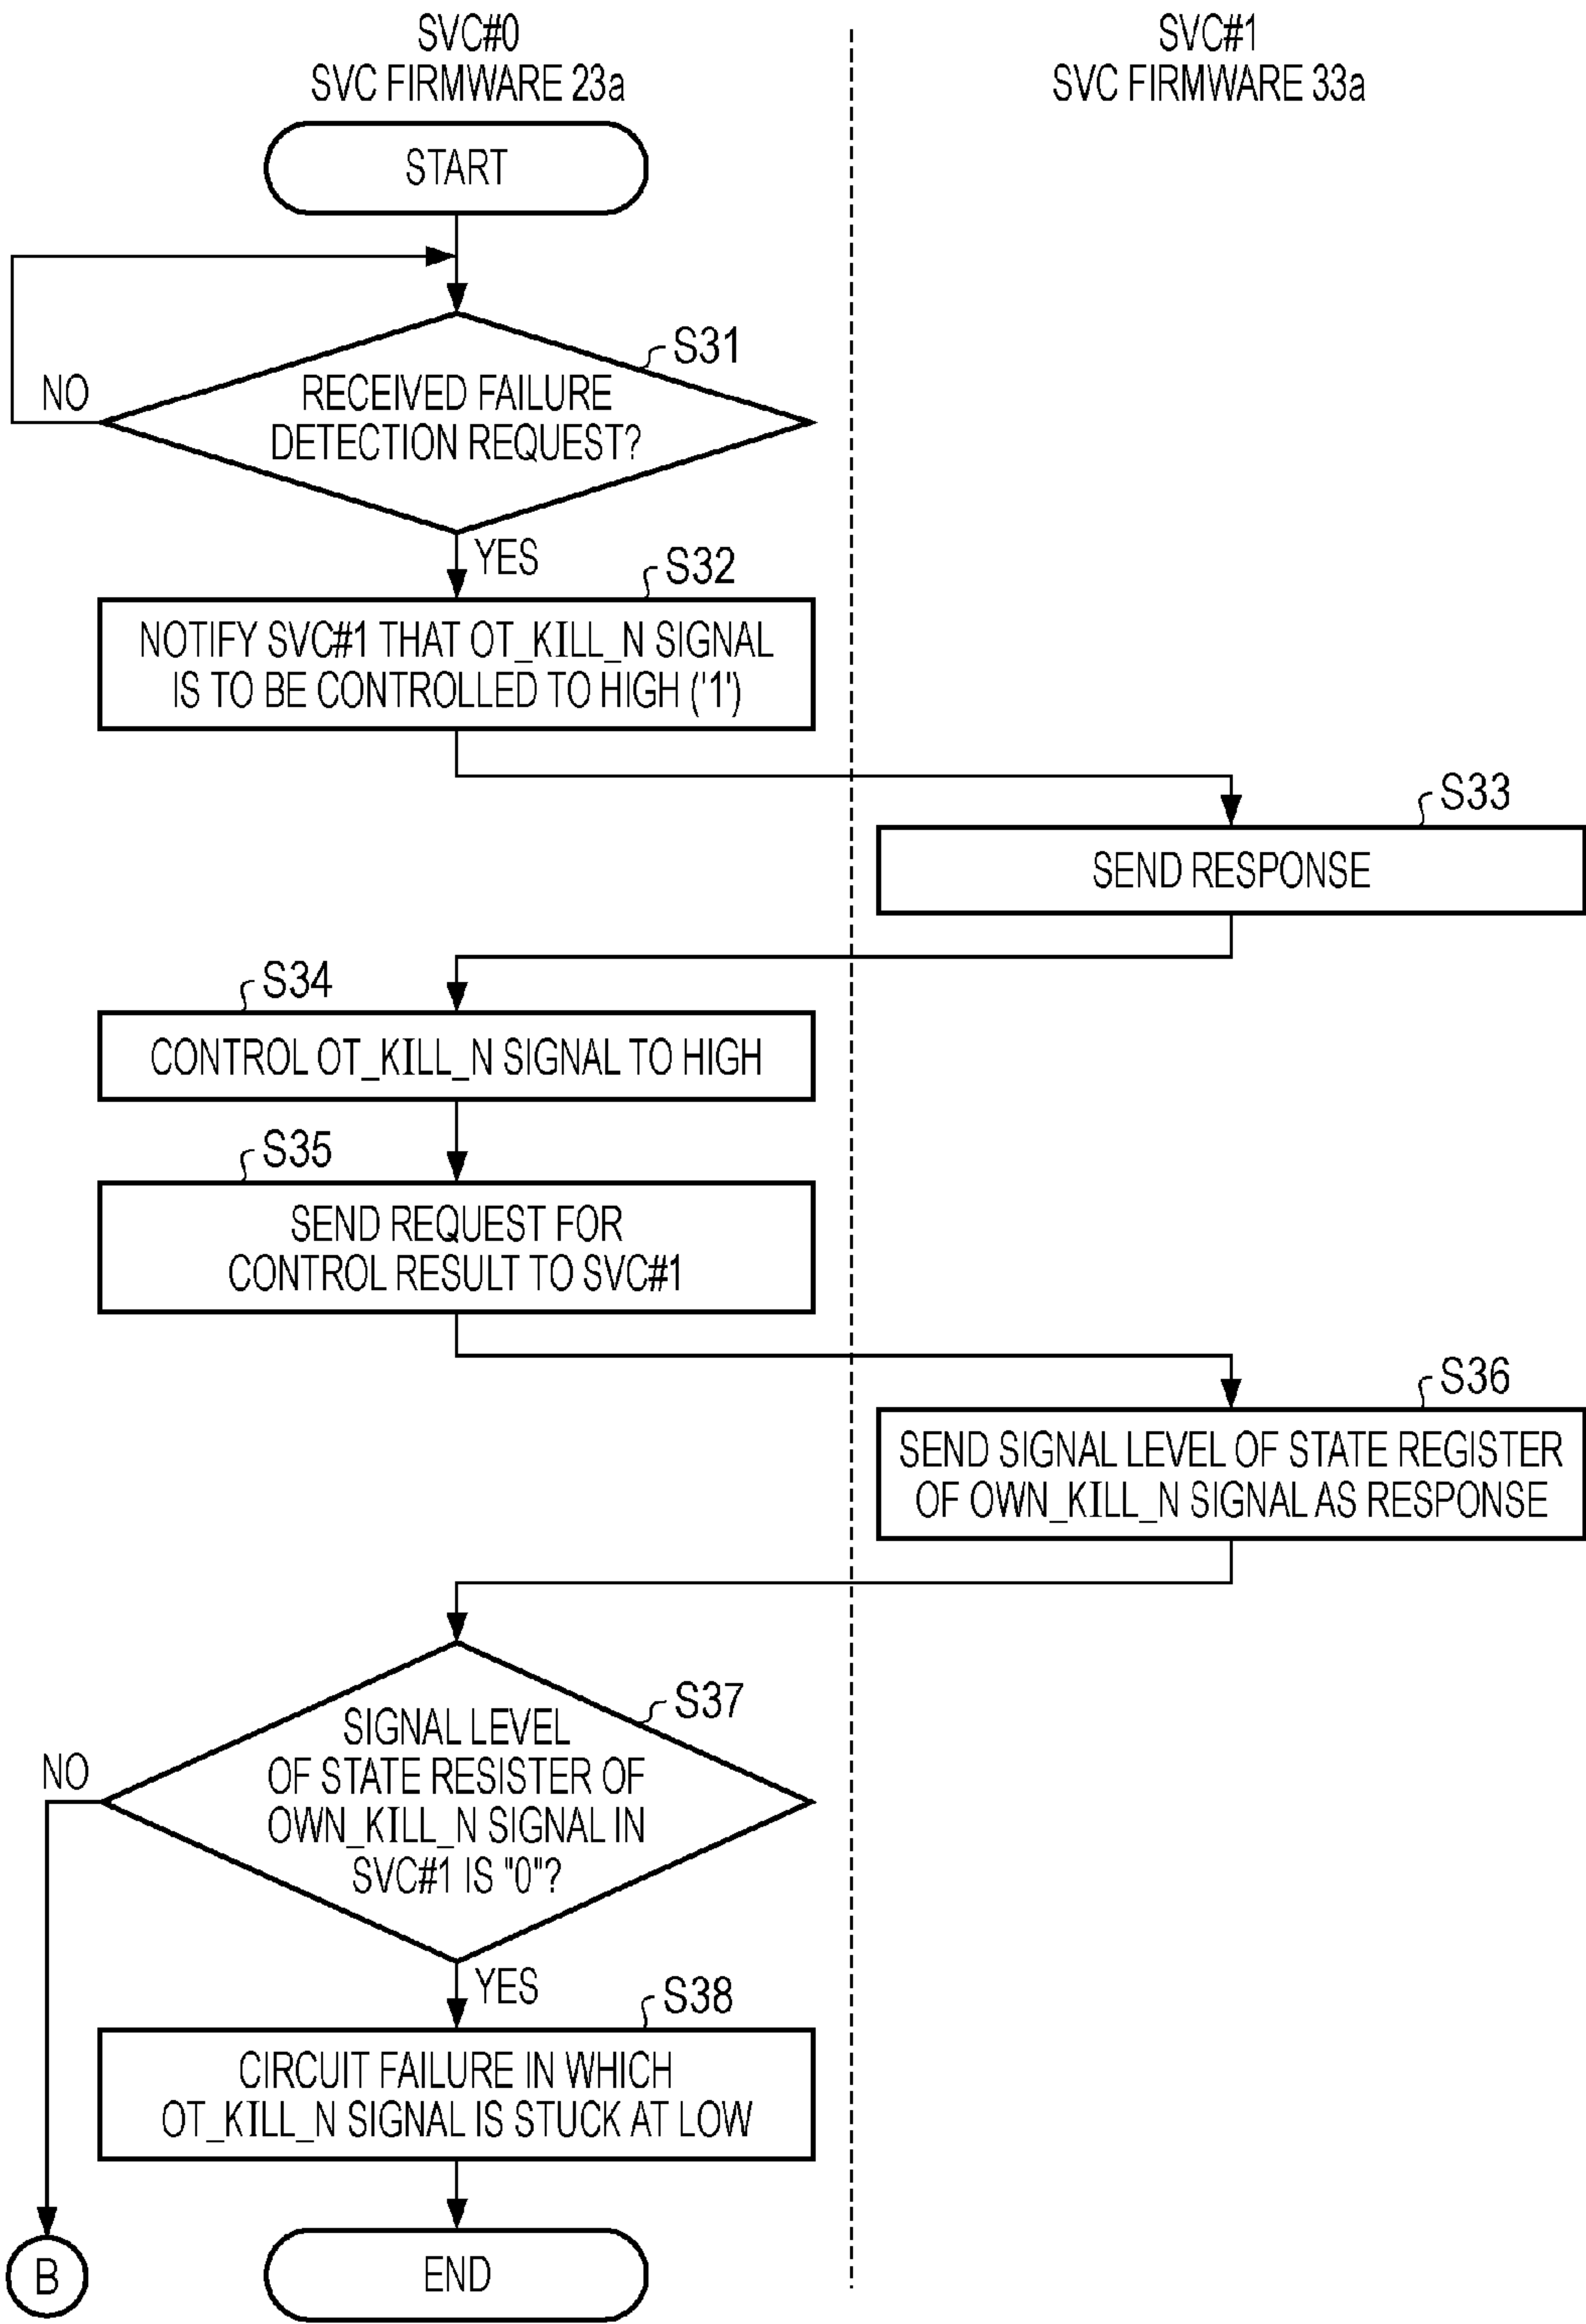 SVC#0
SVC FIRMWARE 23a
SVC#1
SVC FIRMWARE 33a
START
S31
NO
RECEIVED FAILURE
DETECTION REQUEST?
YES
S32
NOTIFY SVC#1 THAT OT_KILL_N SIGNAL
IS TO BE CONTROLLED TO HIGH ('1')
S33
SEND RESPONSE
S34
CONTROL OT_KILL_N SIGNAL TO HIGH
S35
SEND REQUEST FOR
CONTROL RESULT TO SVC#1
S36
SEND SIGNAL LEVEL OF STATE REGISTER
OF OWN_KILL_N SIGNAL AS RESPONSE
S37
NO
SIGNAL LEVEL
OF STATE RESISTER OF
OWN_KILL_N SIGNAL IN
SVC#1 IS "0"?
YES
S38
CIRCUIT FAILURE IN WHICH
OT_KILL_N SIGNAL IS STUCK AT LOW
B
END